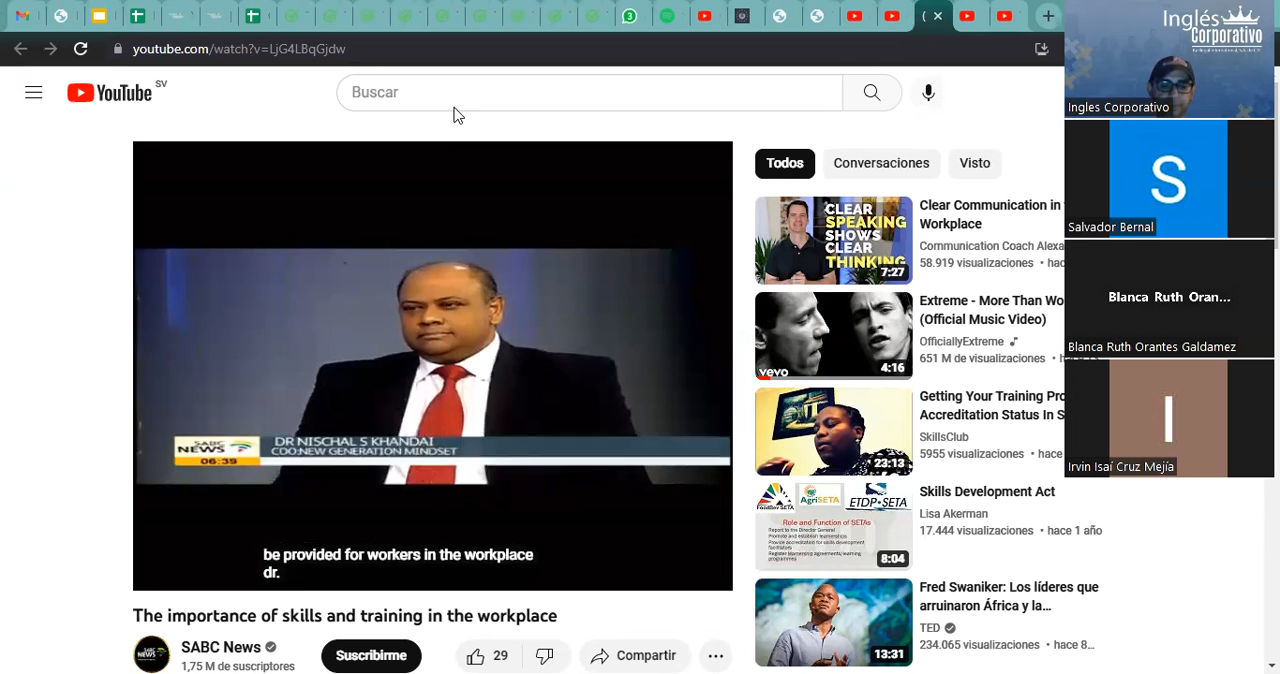 3
youtube.com/watch?v=LjG4LBqGjdw
YouTube SV
Buscar
CLEAR
SPEAKING
SHOWS
CLEAR
THINKING
7:27
vevo
4:16
23:13
AgriSETA
ETDP SETA
Role and Function of SETAs
8:04
13:31
SABC
NEWS
06:39
DR NISCHAL S KHANDAI
COO:NEW GENERATION MINDSET
be provided for workers in the workplace
dr.
The importance of skills and training in the workplace
SABC News
1,75 M de suscriptores
Suscribirme
29
Compartir
Todos
Conversaciones
Visto
Clear Communication in
Workplace
Communication Coach Alexa
58.919 visualizaciones
Extreme - More Than Wo
(Official Music Video)
OfficiallyExtreme
651 M de visualizaciones
Getting Your Training Pro
Accreditation Status In S
SkillsClub
5955 visualizaciones • hace
Skills Development Act
Lisa Akerman
17.444 visualizaciones • hace 1 año
Fred Swaniker: Los líderes que
arruinaron África y la...
TED
234.065 visualizaciones • hace 8...
Inglés
Corporativo
Ingles Corporativo
S
Salvador Bernal
Blanca Ruth Oran...
Blanca Ruth Orantes Galdamez
I
Irvin Isaí Cruz Mejía